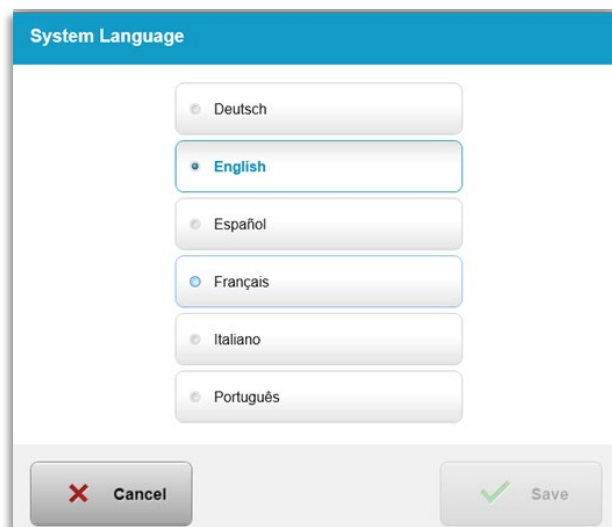 System Language
Deutsch
English
Español
Français
Italiano
Português
Cancel
Save